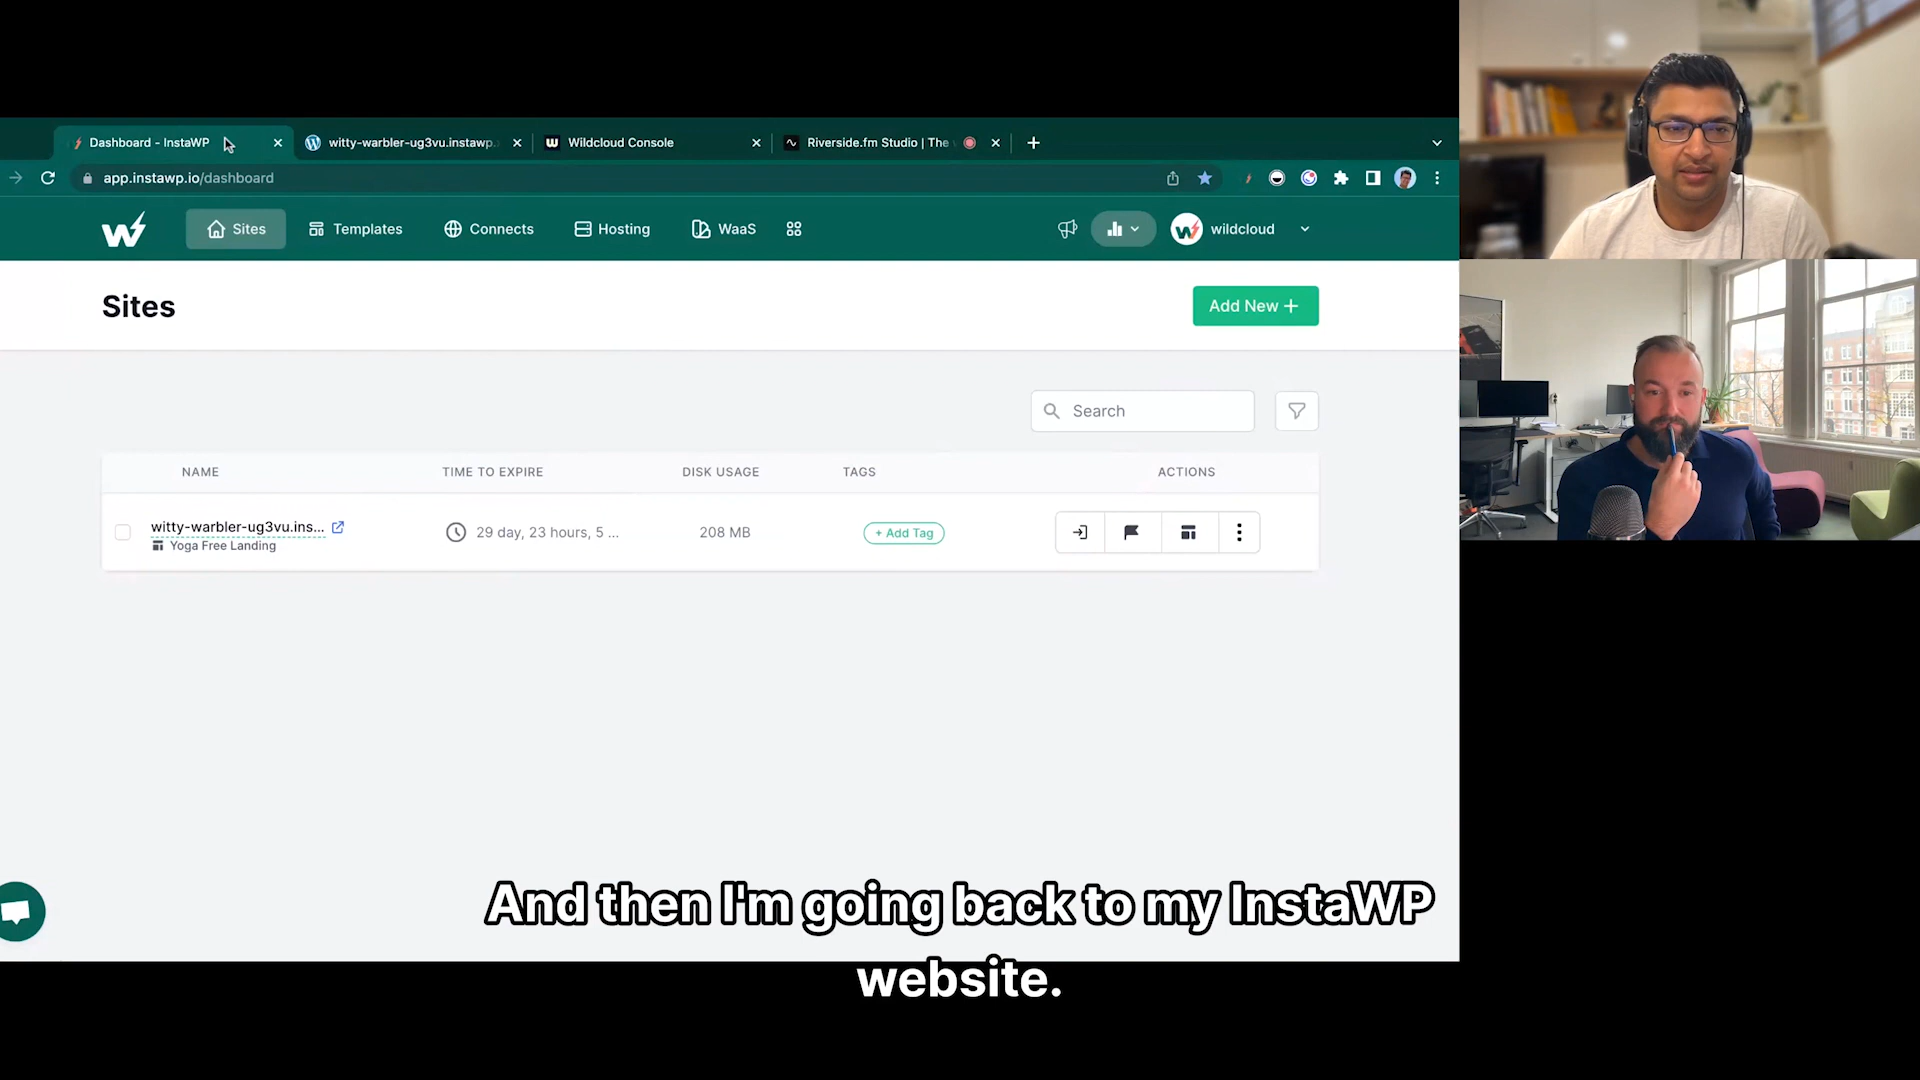 Dashboard - InstaWP
witty-warbler-ug3vu.instawp.
Wildcloud Console
Riverside.fm Studio | The
app.instawp.io/dashboard
Sites
Templates
Connects
Hosting
WaaS
wildcloud
Sites
Add New +
Search
NAME
TIME TO EXPIRE
DISK USAGE
TAGS
ACTIONS
witty-warbler-ug3vu.ins...
29 day, 23 hours, 5 ...
208 MB
+ Add Tag
Yoga Free Landing
And then I'm going back to my InstaWP
website.